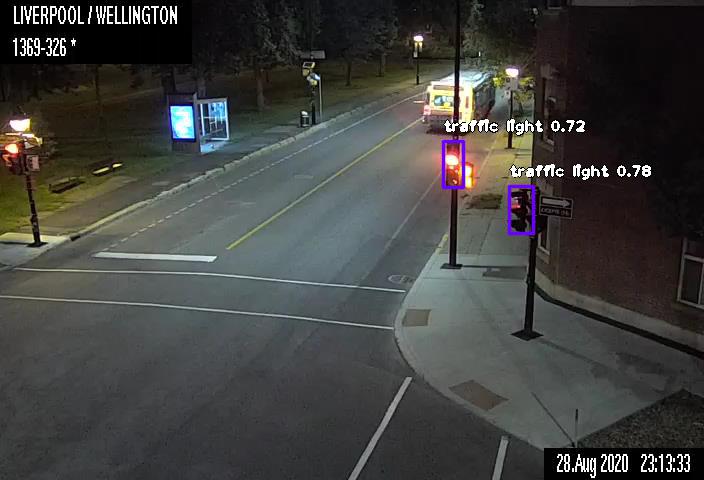 LIVERPOOL / WELLINGTON
1369-326 *
traffic light 0.72
traffic light 0.78
28.Aug 2020 23:13:33